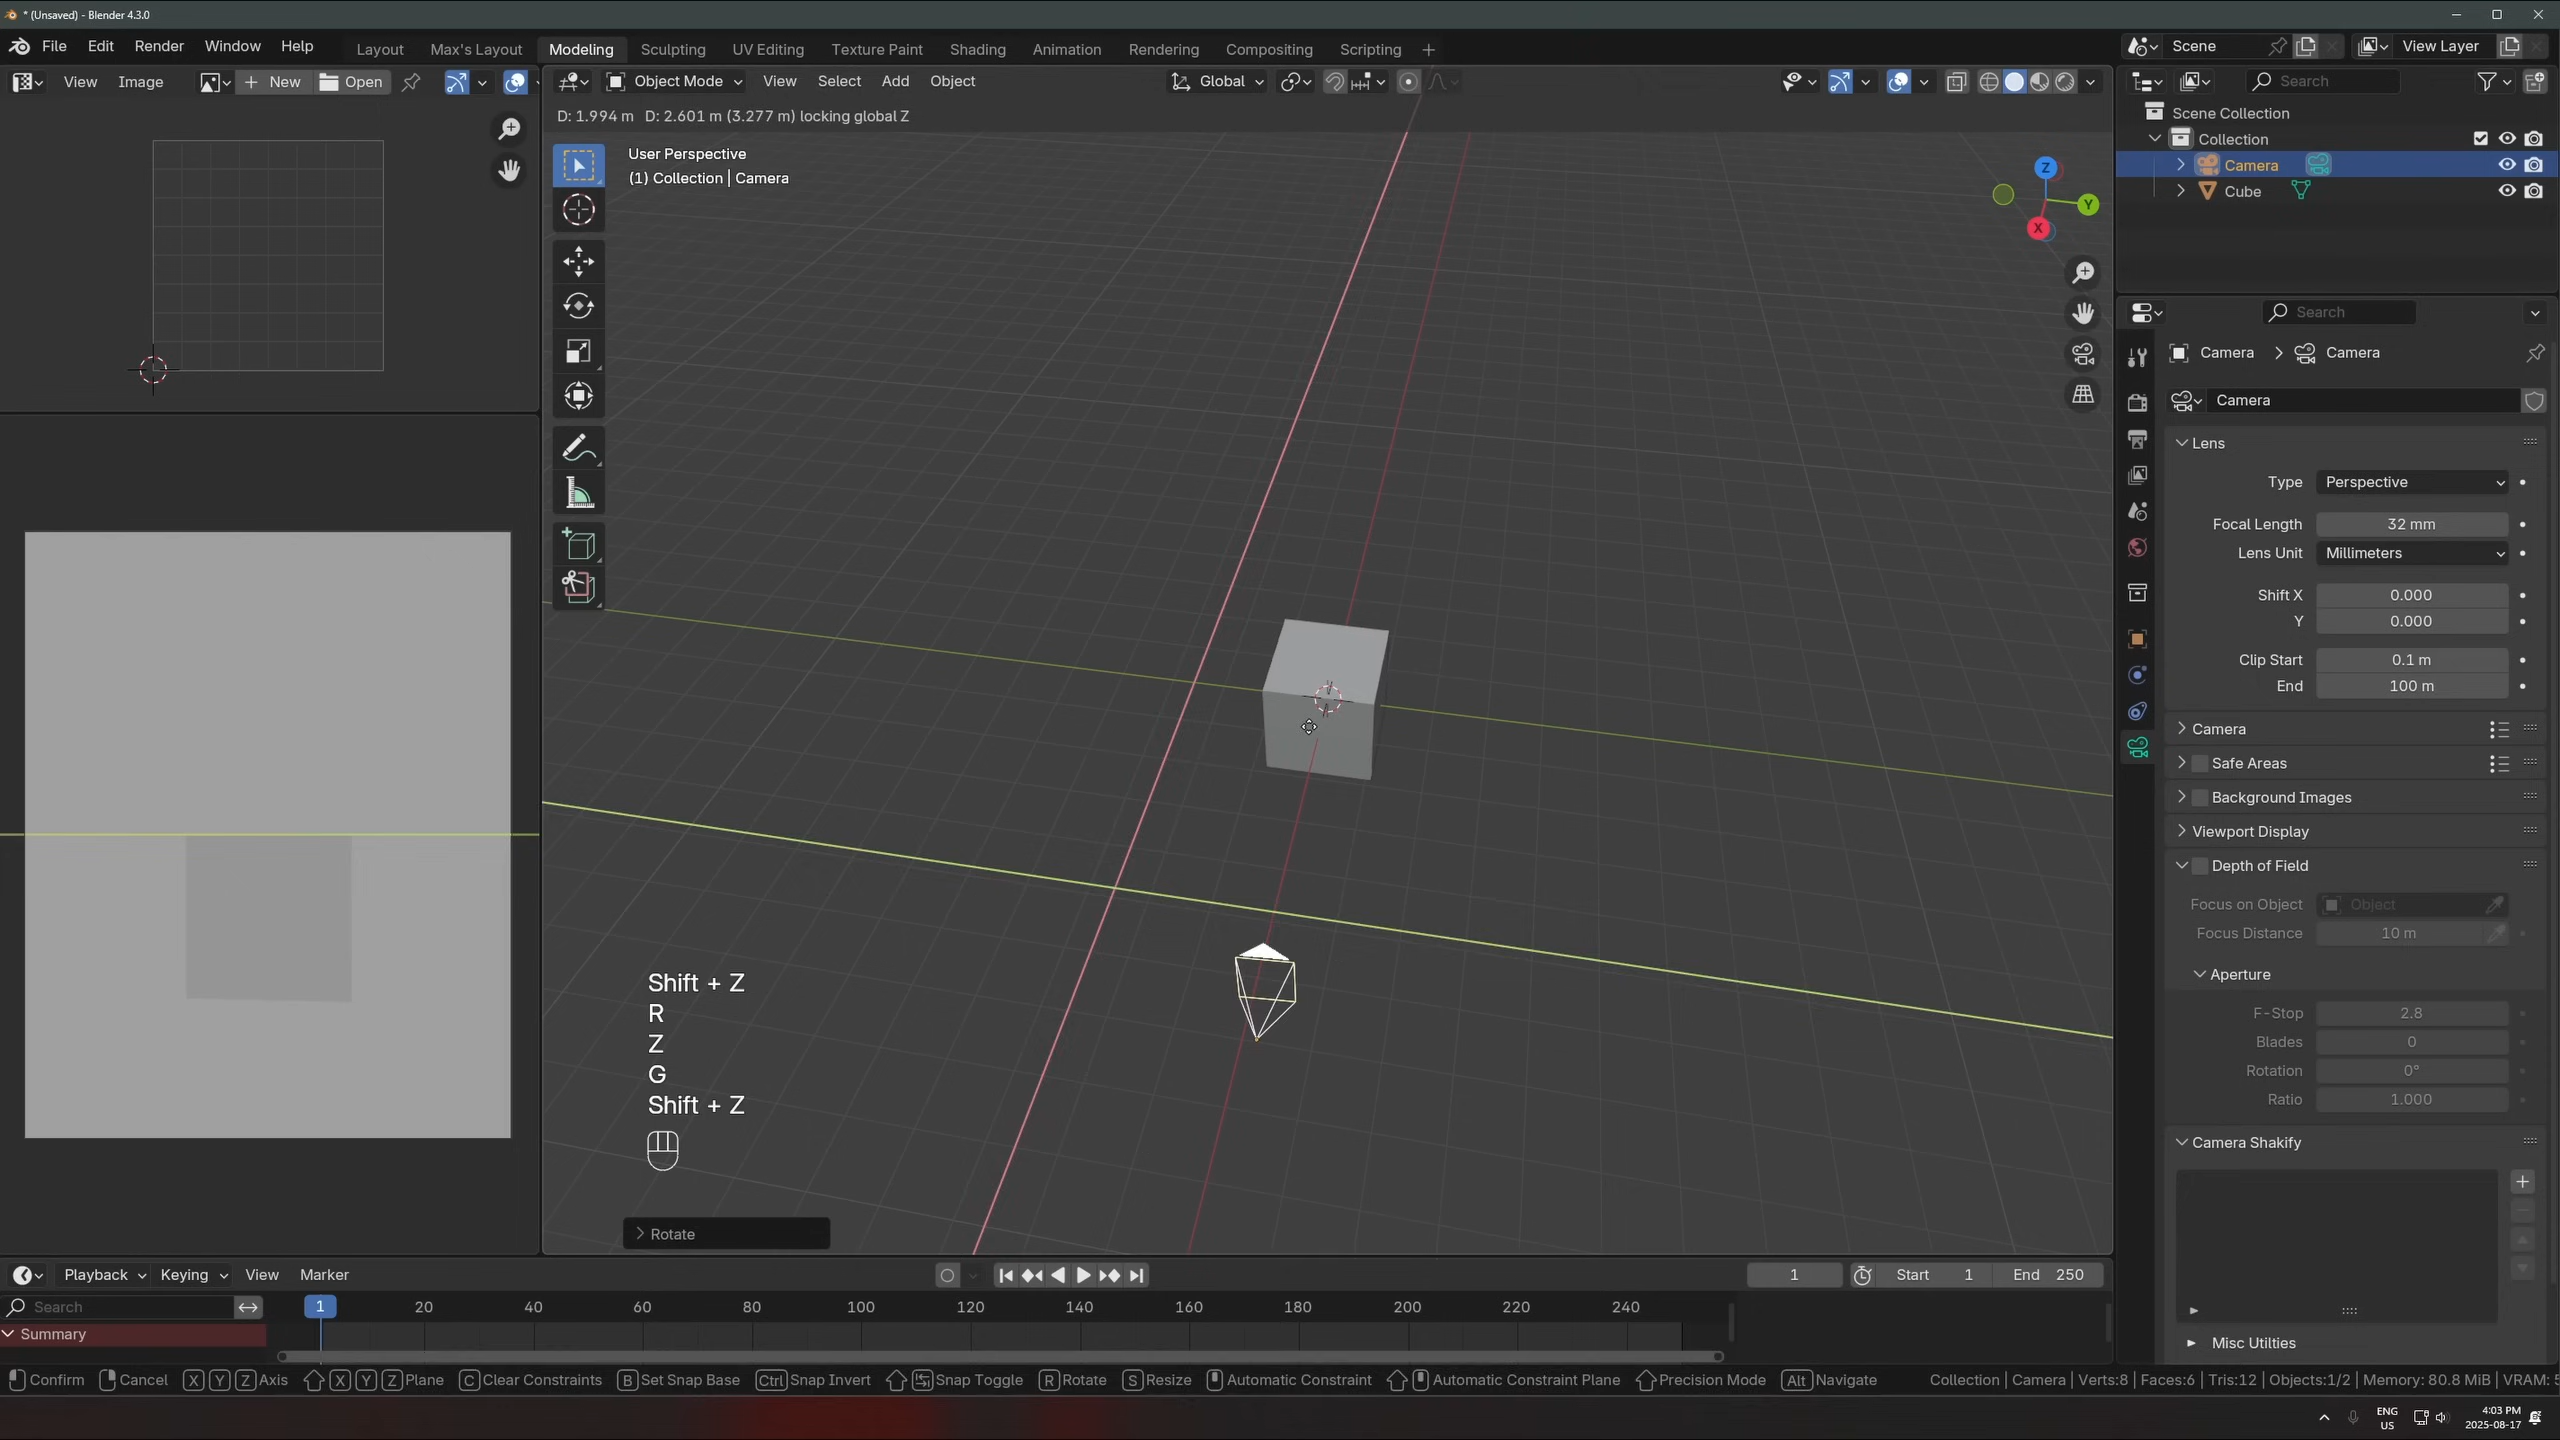 * (Unsaved) - Blender 4.3.0
File Edit Render Window Help
Layout Max's Layout Modeling Sculpting UV Editing Texture Paint Shading Animation Rendering Compositing Scripting
Scene
View Layer
View Image New Open
Object Mode View Select Add Object
Global
Search
D: 1.994 m D: 2.601 m (3.277 m) locking global Z
User Perspective
(1) Collection | Camera
Z
Y
X
Scene Collection
Collection
Camera
Cube
Search
Camera > Camera
Camera
Lens
Type Perspective
Focal Length 32 mm
Lens Unit Millimeters
Shift X 0.000
Y 0.000
Clip Start 0.1 m
End 100 m
Camera
Safe Areas
Background Images
Viewport Display
Depth of Field
Focus on Object Object
Focus Distance 10 m
Aperture
F-Stop 2.8
Blades 0
Rotation 0°
Ratio 1.000
Camera Shakify
Misc Utilties
Shift + Z
R
Z
G
Shift + Z
Rotate
Playback Keying View Marker
1 Start 1 End 250
Search
1 20 40 60 80 100 120 140 160 180 200 220 240
Summary
Confirm Cancel X Y Z Axis X Y Z Plane C Clear Constraints B Set Snap Base Ctrl Snap Invert Snap Toggle R Rotate S Resize Automatic Constraint Automatic Constraint Plane Precision Mode Alt Navigate Collection | Camera | Verts:8 | Faces:6 | Tris:12 | Objects:1/2 | Memory: 80.8 MiB | VRAM:
ENG
US
4:03 PM
2025-08-17